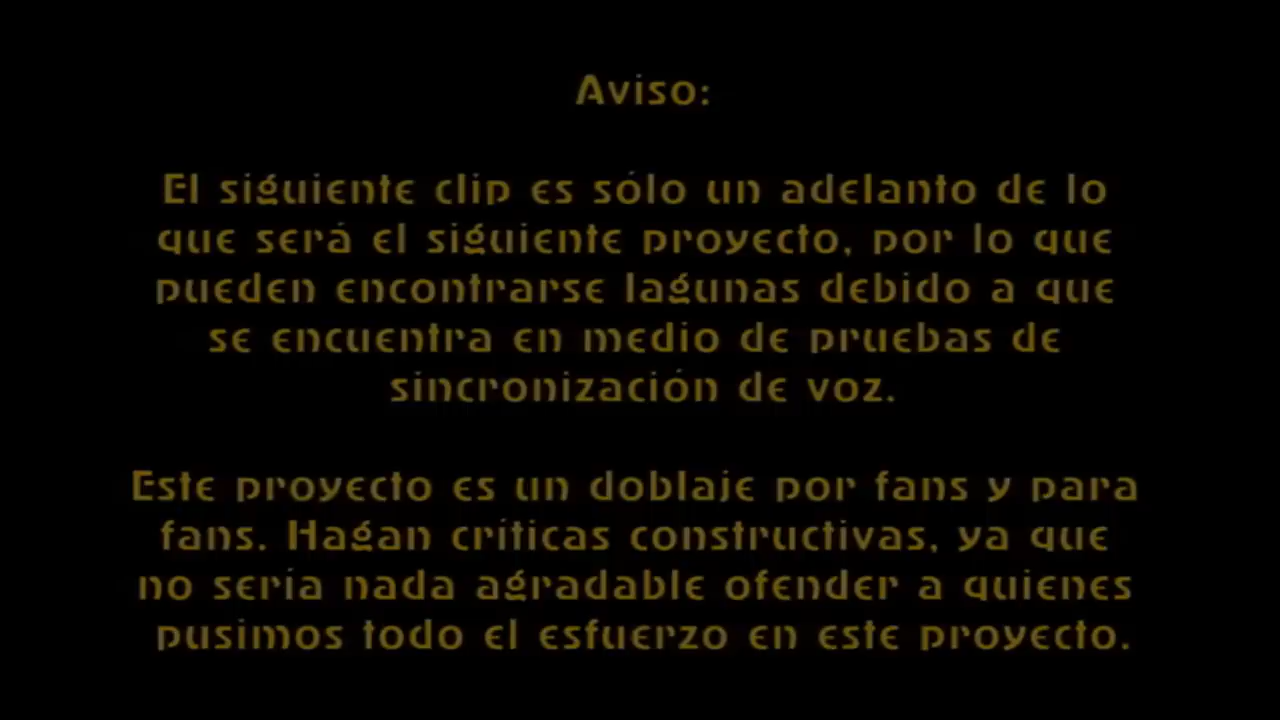 Aviso:
El siguiente clip es sólo un adelanto de lo
que será el siguiente proyecto, por lo que
pueden encontrarse lagunas debido a que
se encuentra en medio de pruebas de
sincronización de voz.
Este proyecto es un doblaje por fans y para
fans. Hagan críticas constructivas, ya que
no sería nada agradable ofender a quienes
pusimos todo el esfuerzo en este proyecto.